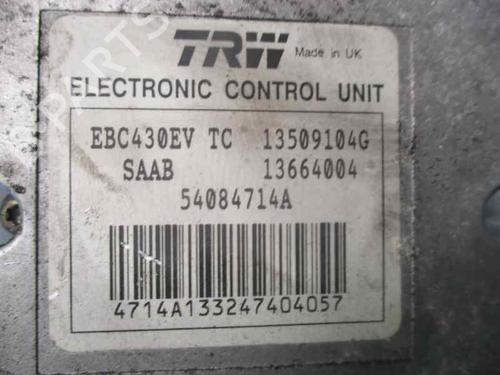 TRW Made in UK
ELECTRONIC CONTROL UNIT
EBC430EV TC 13509104G
SAAB 13664004
54084714A
4714A133247404057